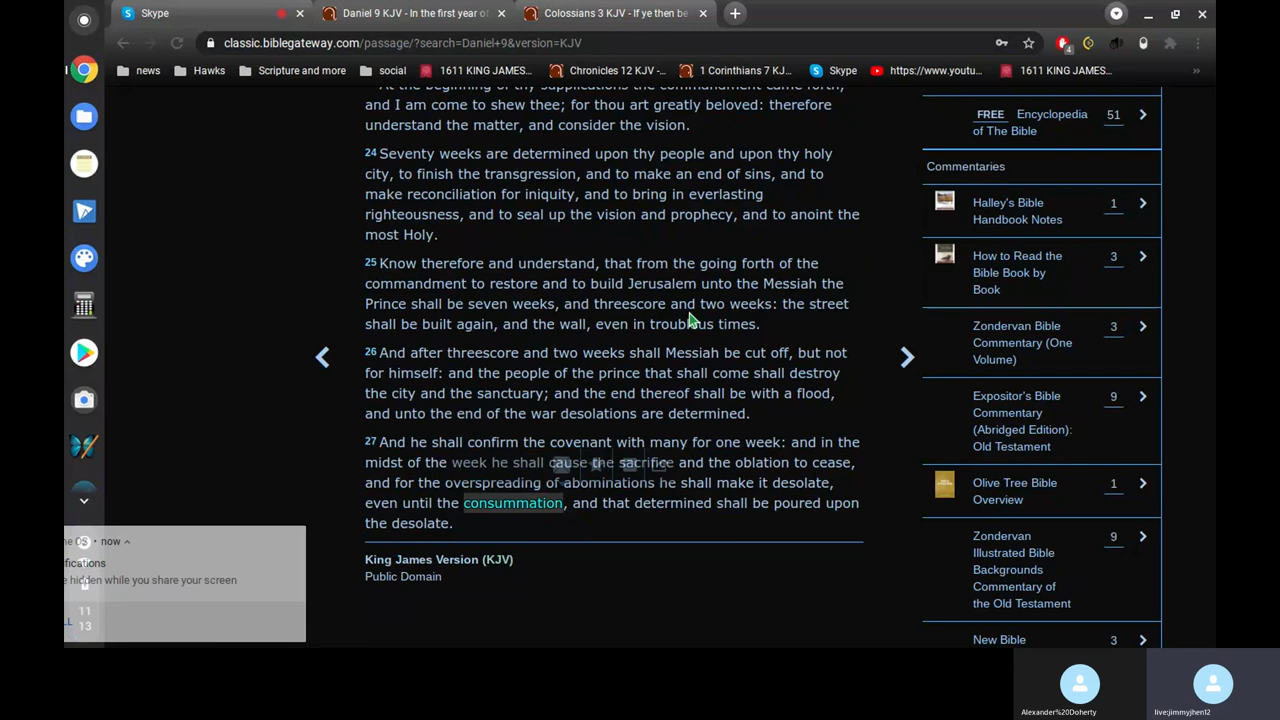 Skype
Daniel 9 KJV - In the first year of
Colossians 3 KJV - If ye then be
classic.biblegateway.com/passage/?search=Daniel+9&version=KJV
4
news
Hawks
Scripture and more
social
1611 KING JAMES...
Chronicles 12 KJV -...
1 Corinthians 7 KJ...
Skype
https://www.youtu...
1611 KING JAMES...
»
At the beginning of thy supplications the commandment came forth,
and I am come to shew thee; for thou art greatly beloved: therefore
understand the matter, and consider the vision.
24 Seventy weeks are determined upon thy people and upon thy holy
city, to finish the transgression, and to make an end of sins, and to
make reconciliation for iniquity, and to bring in everlasting
righteousness, and to seal up the vision and prophecy, and to anoint the
most Holy.
25 Know therefore and understand, that from the going forth of the
commandment to restore and to build Jerusalem unto the Messiah the
Prince shall be seven weeks, and threescore and two weeks: the street
shall be built again, and the wall, even in troublous times.
26 And after threescore and two weeks shall Messiah be cut off, but not
for himself: and the people of the prince that shall come shall destroy
the city and the sanctuary; and the end thereof shall be with a flood,
and unto the end of the war desolations are determined.
27 And he shall confirm the covenant with many for one week: and in the
midst of the week he shall cause the sacrifice and the oblation to cease,
and for the overspreading of abominations he shall make it desolate,
even until the consummation, and that determined shall be poured upon
the desolate.
King James Version (KJV)
Public Domain
FREE Encyclopedia
of The Bible
51
Commentaries
Halley's Bible
Handbook Notes
1
How to Read the
Bible Book by
Book
3
Zondervan Bible
Commentary (One
Volume)
3
Expositor's Bible
Commentary
(Abridged Edition):
Old Testament
9
Olive Tree Bible
Overview
1
Zondervan
Illustrated Bible
Backgrounds
Commentary of
the Old Testament
9
New Bible
3
me OS • now
fications
e hidden while you share your screen
11
13
Alexander%20Doherty
live:jimmyjhen12